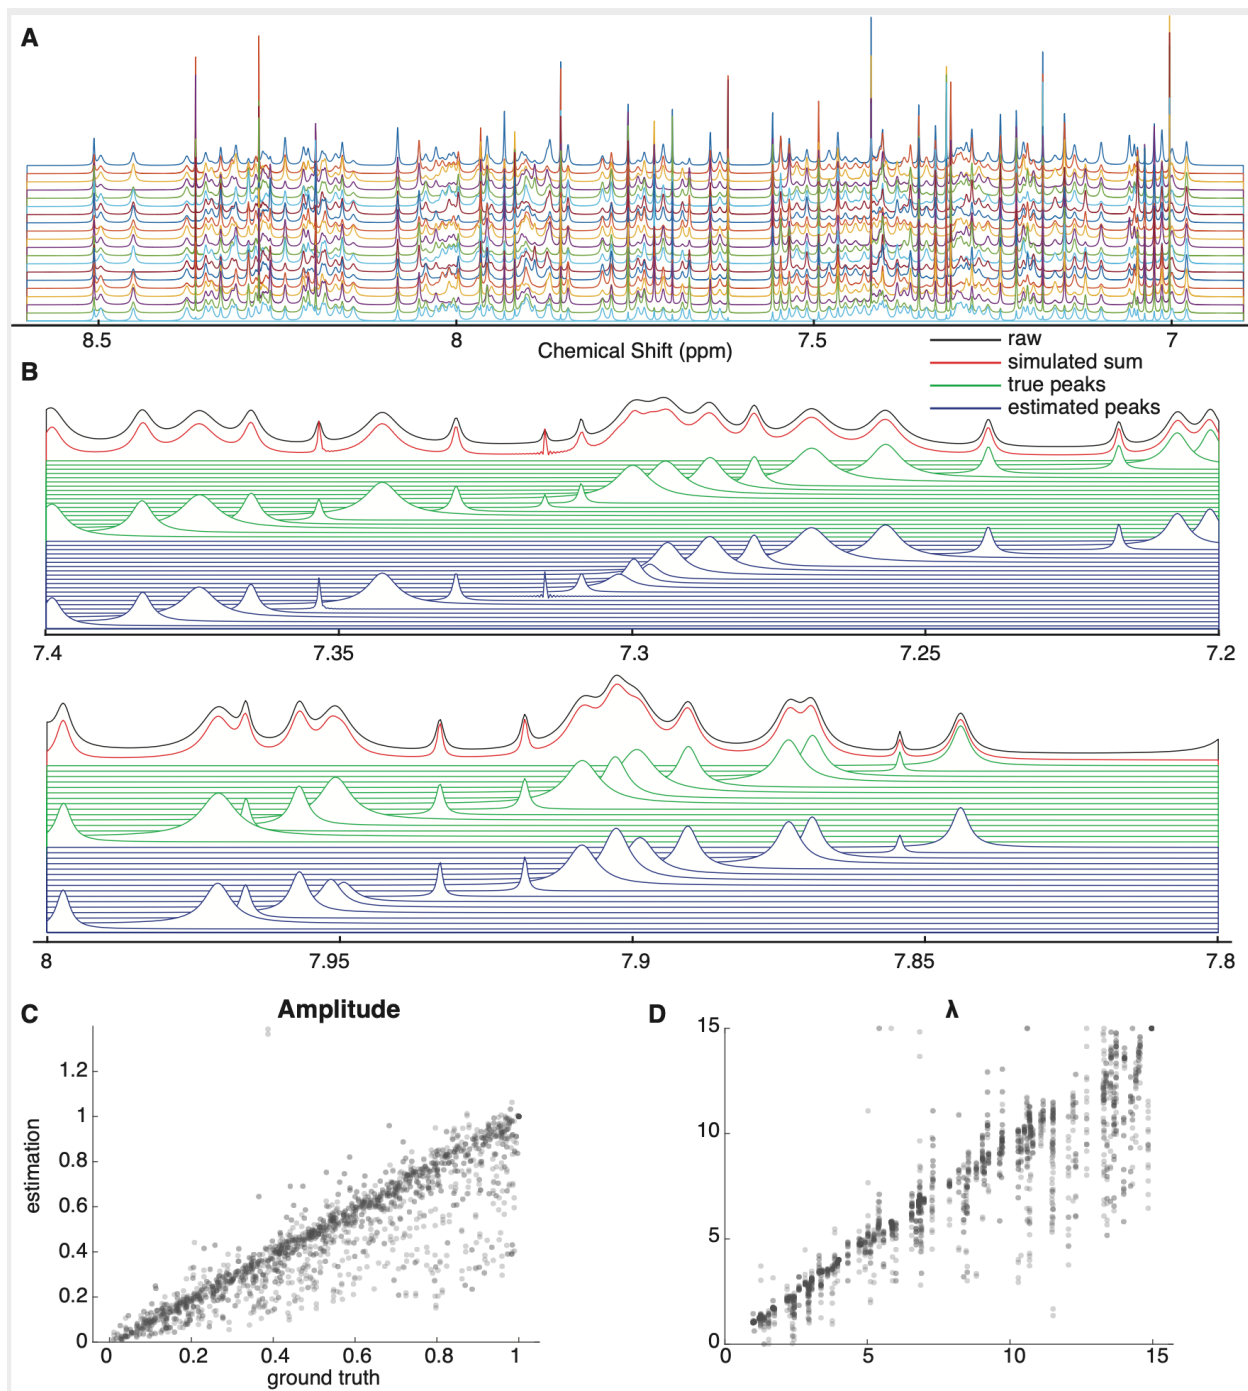 A
8.5 8 7.5 7
Chemical Shift (ppm)
raw
simulated sum
true peaks
estimated peaks
B
7.4 7.35 7.3 7.25 7.2
8 7.95 7.9 7.85 7.8
C
Amplitude
1.2
1
0.8
0.6
0.4
0.2
0
estimation
0 0.2 0.4 0.6 0.8 1
ground truth
D
λ
15
10
5
0
0 5 10 15